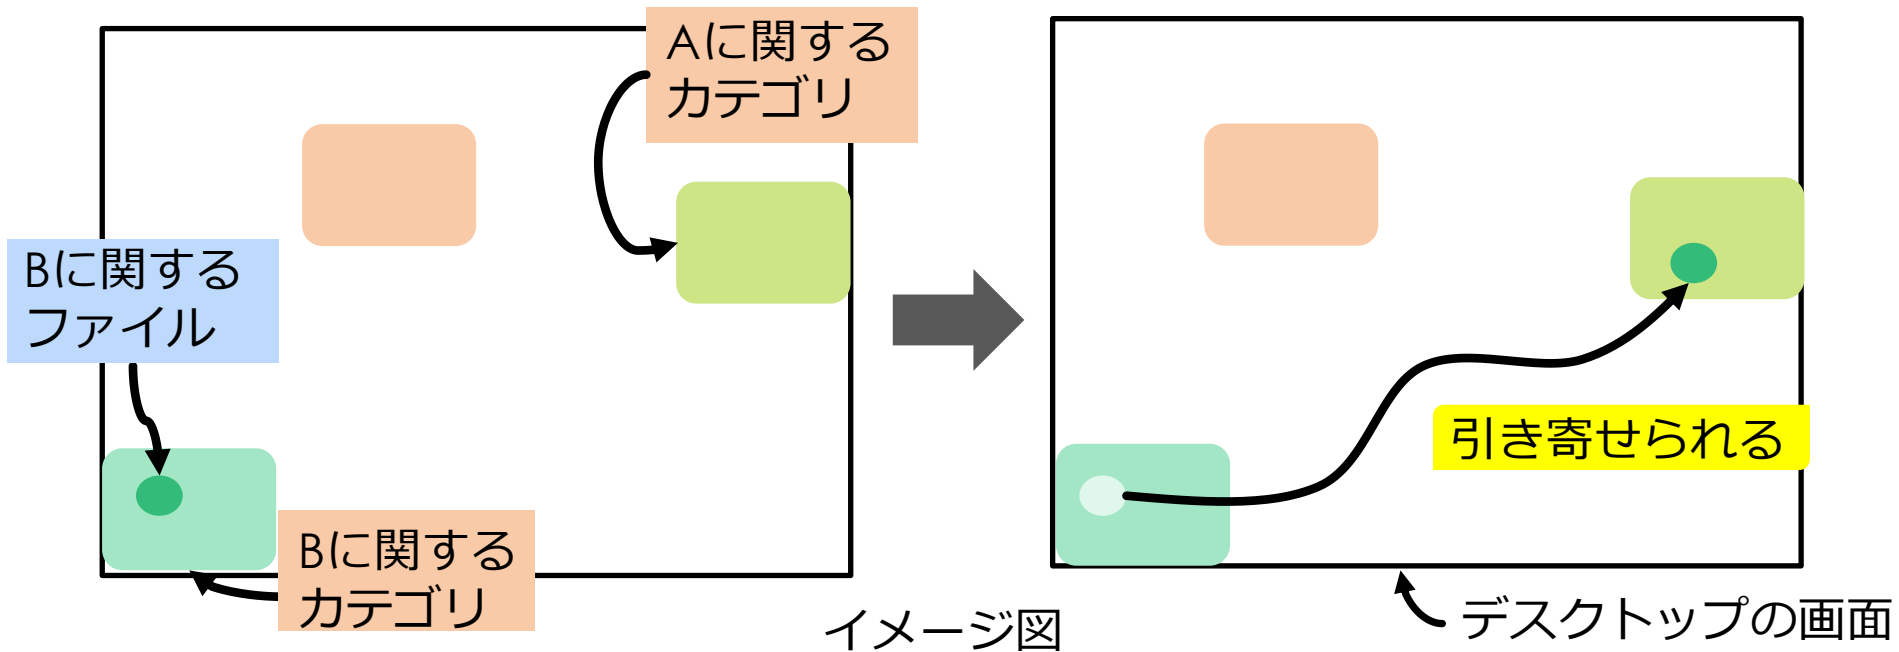 Aに関する
カテゴリ
Bに関する
ファイル
Bに関する
カテゴリ
引き寄せられる
イメージ図
デスクトップの画面